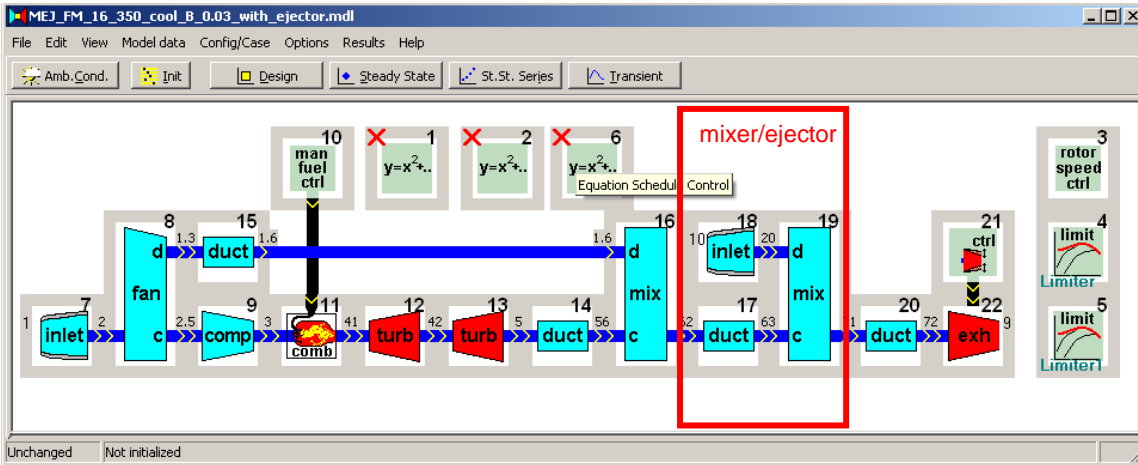 MEJ_FM_16_350_cool_B_0.03_with_ejector.mdl
File Edit View Model data Config/Case Options Results Help
Amb.Cond. Init Design Steady State St.St. Series Transient
mixer/ejector
10 1 2 6 3
man fuel ctrl
y=x²+.. y=x²+.. y=x²+..
rotor speed ctrl
Equation Schedule Control
8 15 16 18 19 21 4
1.3 1.6 1.6 10 20
d duct d inlet d ctrl limit
Limiter
fan mix mix
7 9 11 12 13 14 17 20 22 5
1 2 2.5 3 41 42 5 56 62 63 71 72 9
inlet c comp comb turb turb duct c duct c duct exh limit
Limiter1
Unchanged Not initialized